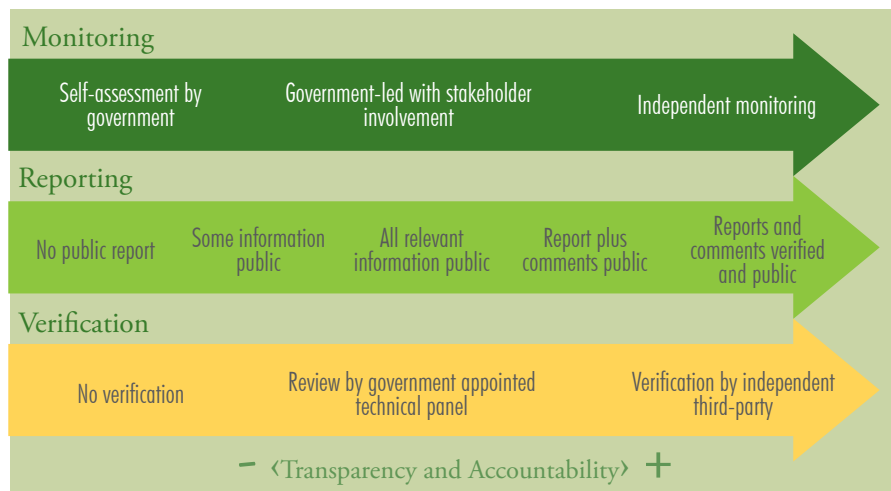 Monitoring
Self-assessment by
government
Government-led with stakeholder
involvement
Independent monitoring
Reporting
No public report
Some information
public
All relevant
information public
Report plus
comments public
Reports and
comments verified
and public
Verification
No verification
Review by government appointed
technical panel
Verification by independent
third-party
- ‹Transparency and Accountability› +